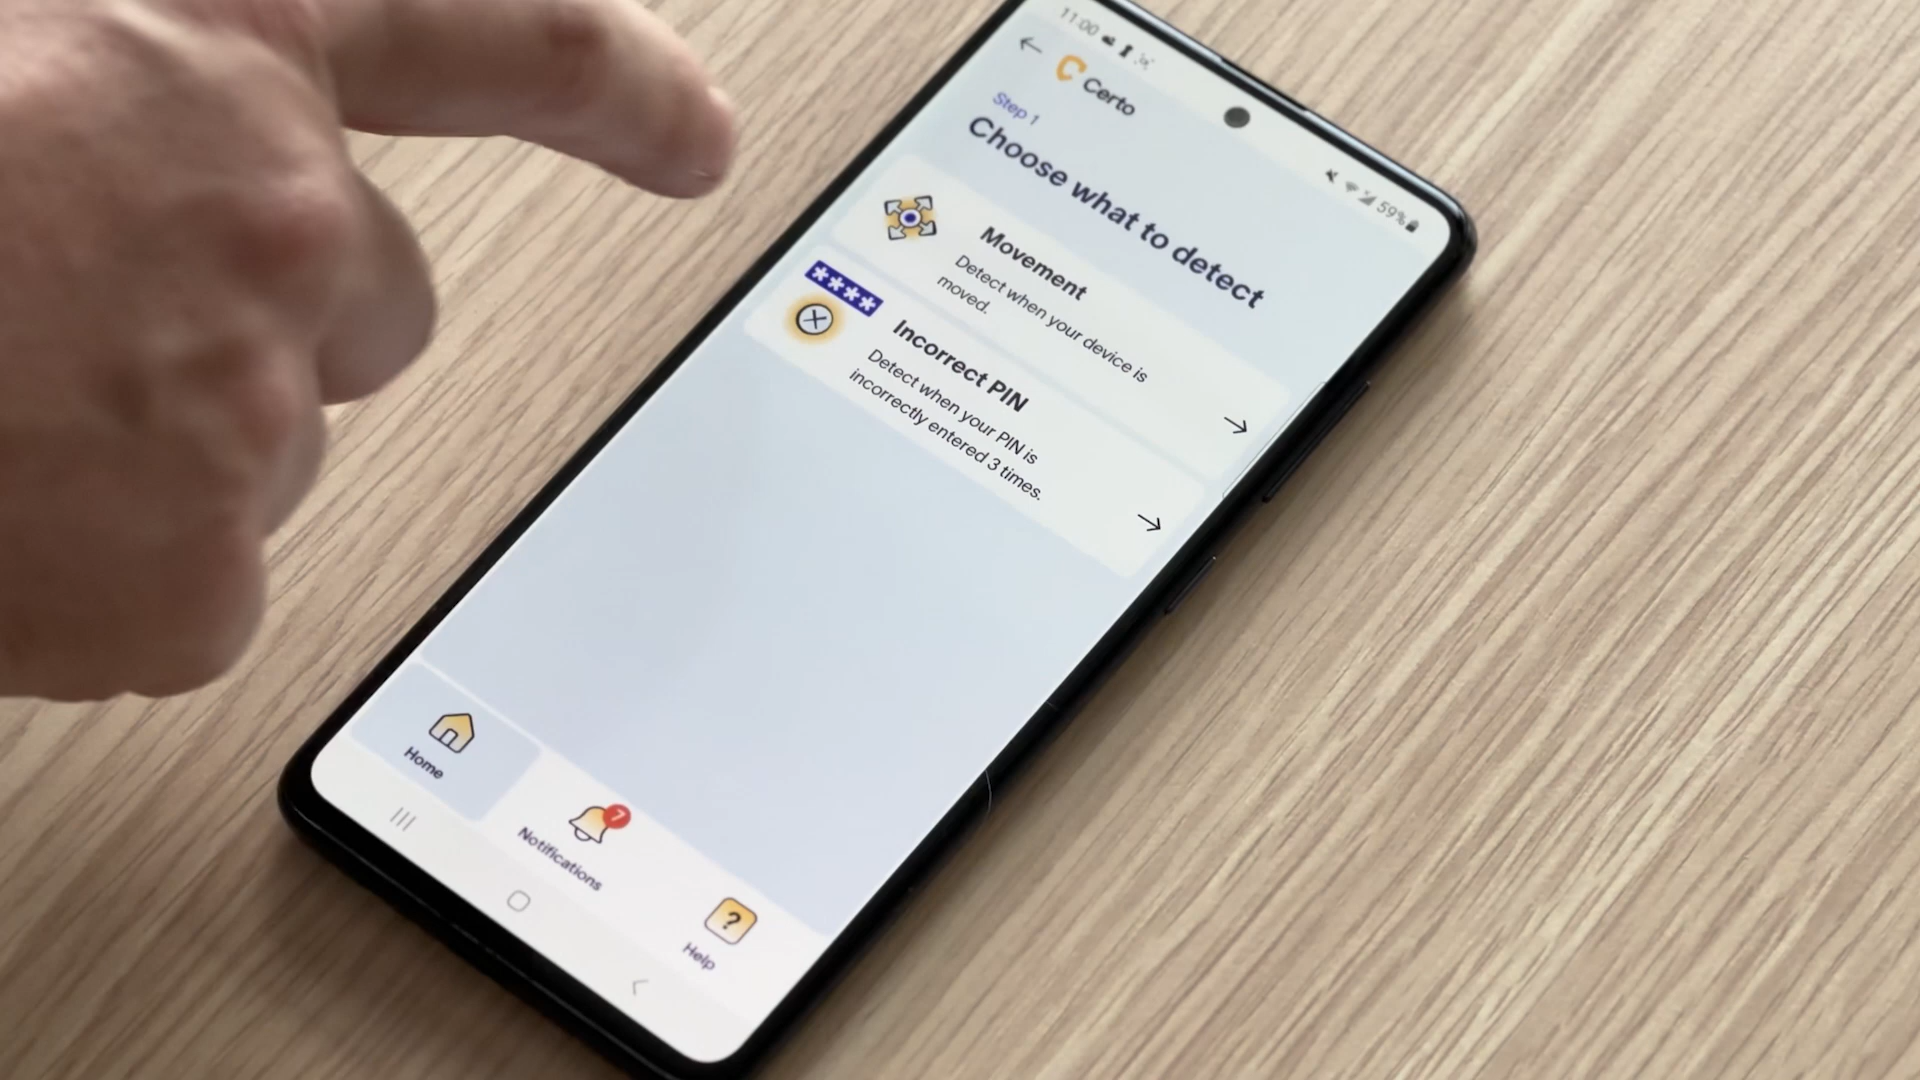 11:00
59%
Certo
Step 1
Choose what to detect
Movement
Detect when your device is
moved.
****
Incorrect PIN
Detect when your PIN is
incorrectly entered 3 times.
Home
7
Notifications
?
Help